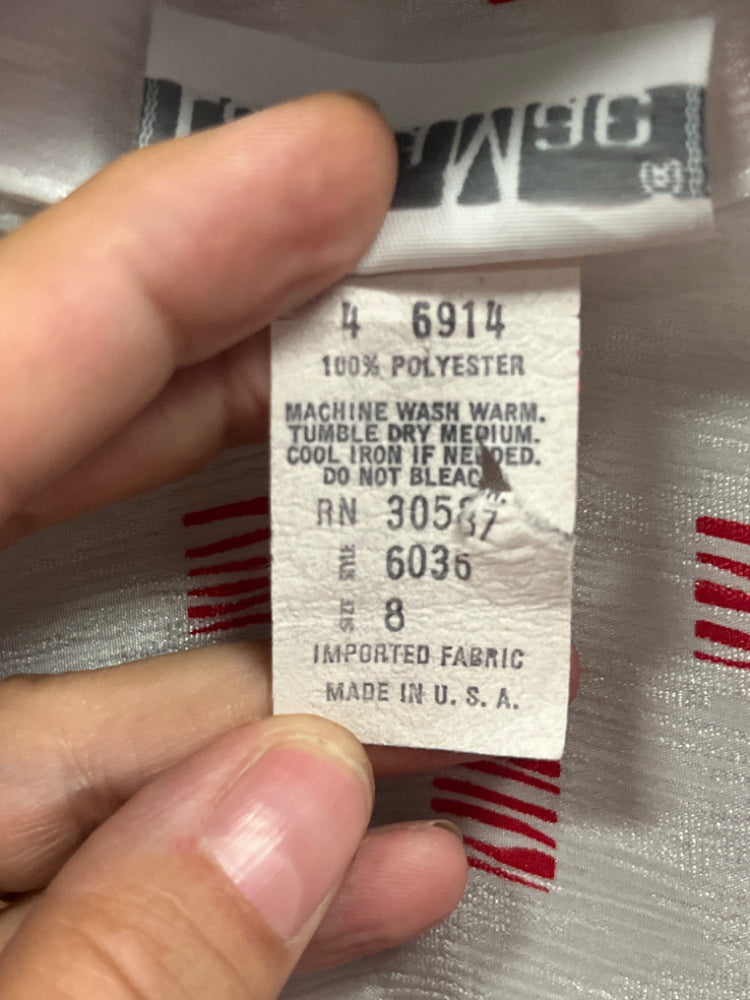 4 6914
100% POLYESTER
MACHINE WASH WARM.
TUMBLE DRY MEDIUM.
COOL IRON IF NEEDED.
DO NOT BLEACH.
RN 30587
6036
8
IMPORTED FABRIC
MADE IN U. S. A.